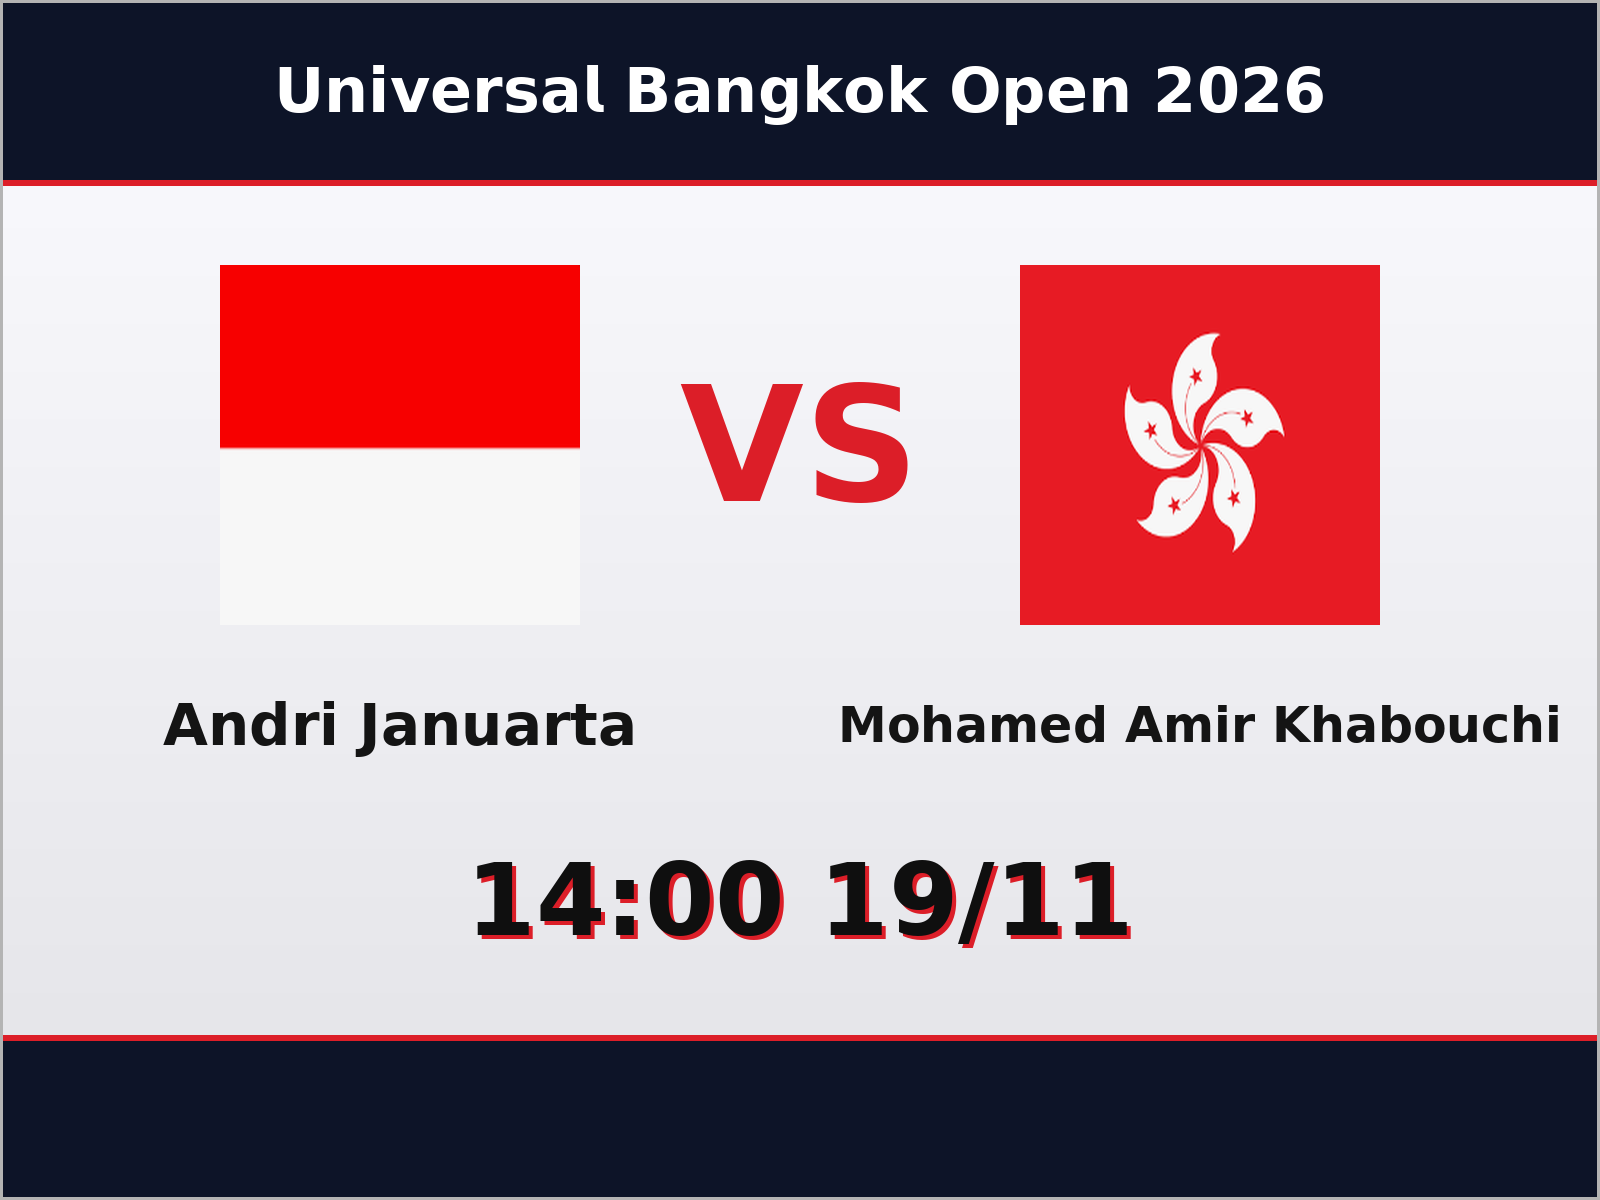 Universal Bangkok Open 2026
VS
Andri Januarta
Mohamed Amir Khabouchi
14:00 19/11